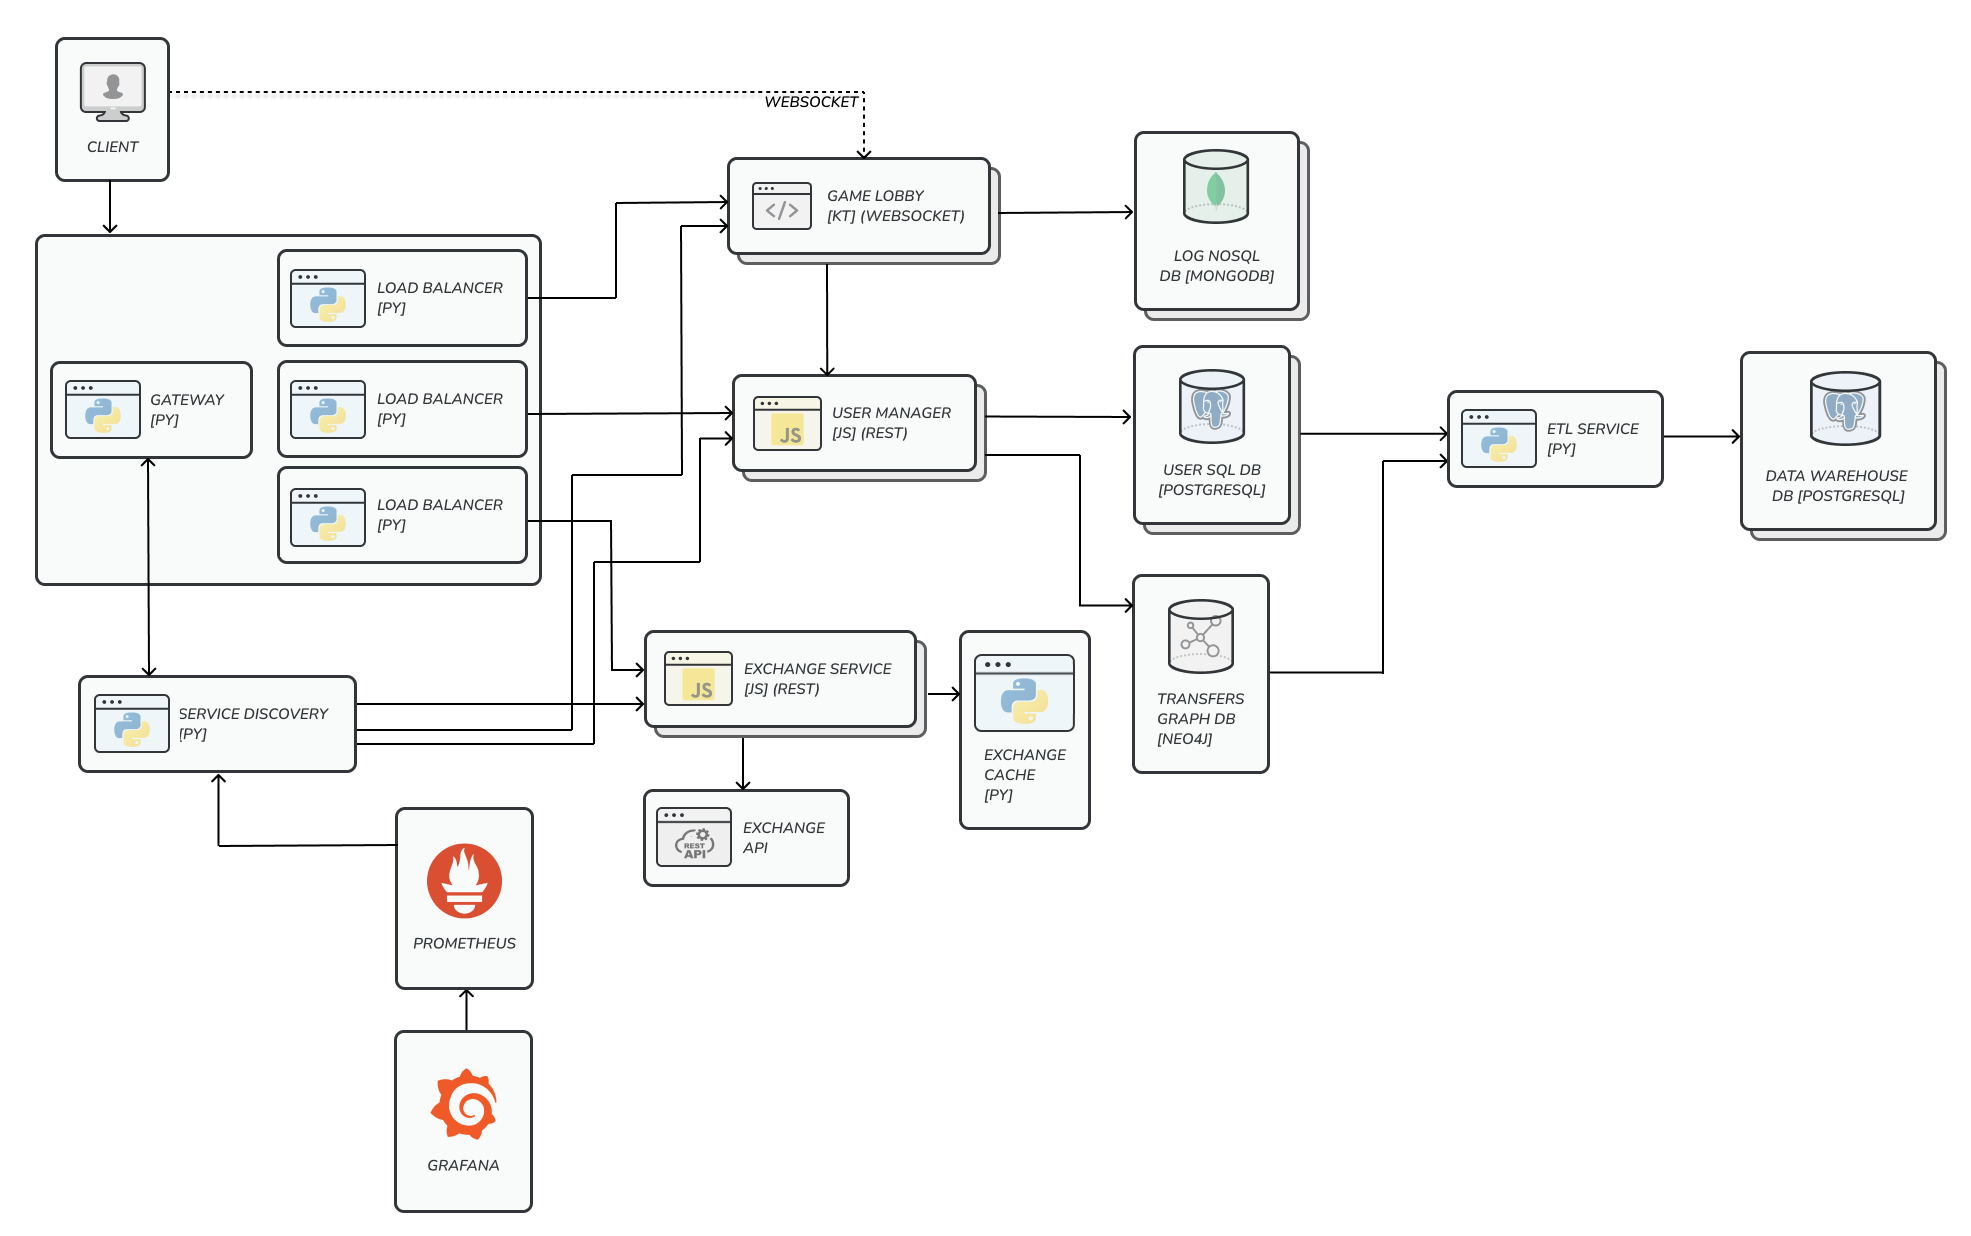 CLIENT
WEBSOCKET
GAME LOBBY
[KT] (WEBSOCKET)
LOG NOSQL
DB [MONGODB]
LOAD BALANCER
[PY]
GATEWAY
[PY]
LOAD BALANCER
[PY]
LOAD BALANCER
[PY]
JS
USER MANAGER
[JS] (REST)
USER SQL DB
[POSTGRESQL]
ETL SERVICE
[PY]
DATA WAREHOUSE
DB [POSTGRESQL]
SERVICE DISCOVERY
[PY]
JS
EXCHANGE SERVICE
[JS] (REST)
EXCHANGE
CACHE
[PY]
TRANSFERS
GRAPH DB
[NEO4J]
REST
API
EXCHANGE
API
PROMETHEUS
GRAFANA